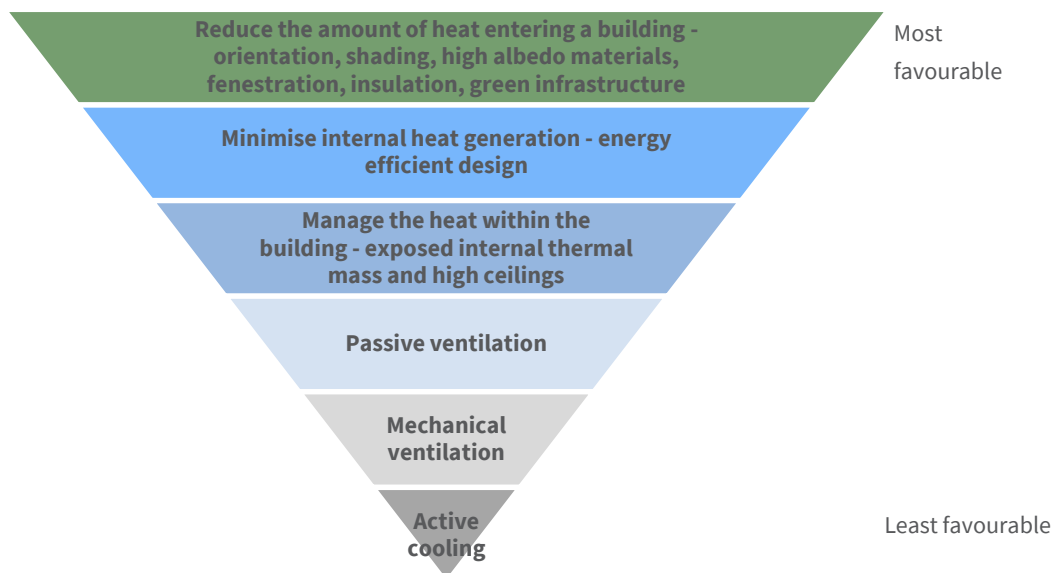 Reduce the amount of heat entering a building -
orientation, shading, high albedo materials,
fenestration, insulation, green infrastructure
Most
favourable
Minimise internal heat generation - energy
efficient design
Manage the heat within the
building - exposed internal thermal
mass and high ceilings
Passive ventilation
Mechanical
ventilation
Active
cooling
Least favourable